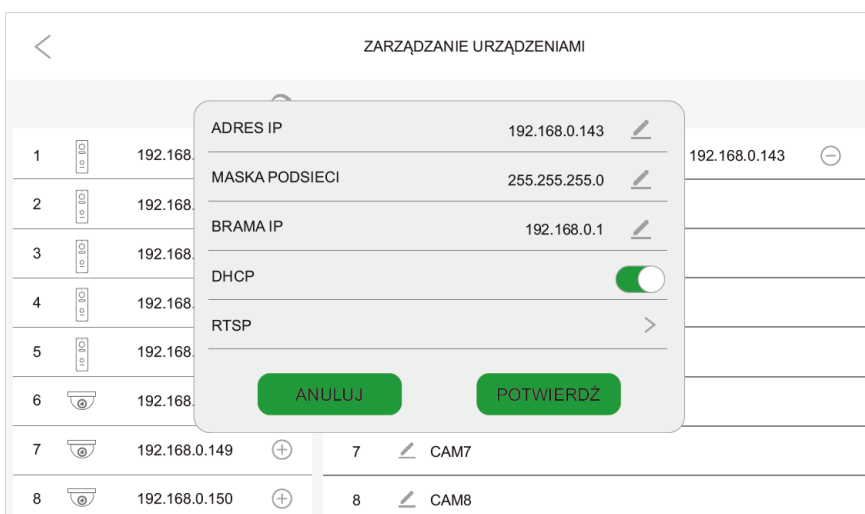 ZARZĄDZANIE URZĄDZENIAMI
ADRES IP 192.168.0.143
MASKA PODSIECI 255.255.255.0
BRAMA IP 192.168.0.1
DHCP
RTSP
ANULUJ POTWIERDŹ
1 192.168. 192.168.0.143
2 192.168.
3 192.168.
4 192.168.
5 192.168.
6 192.168.
7 192.168.0.149 7 CAM7
8 192.168.0.150 8 CAM8